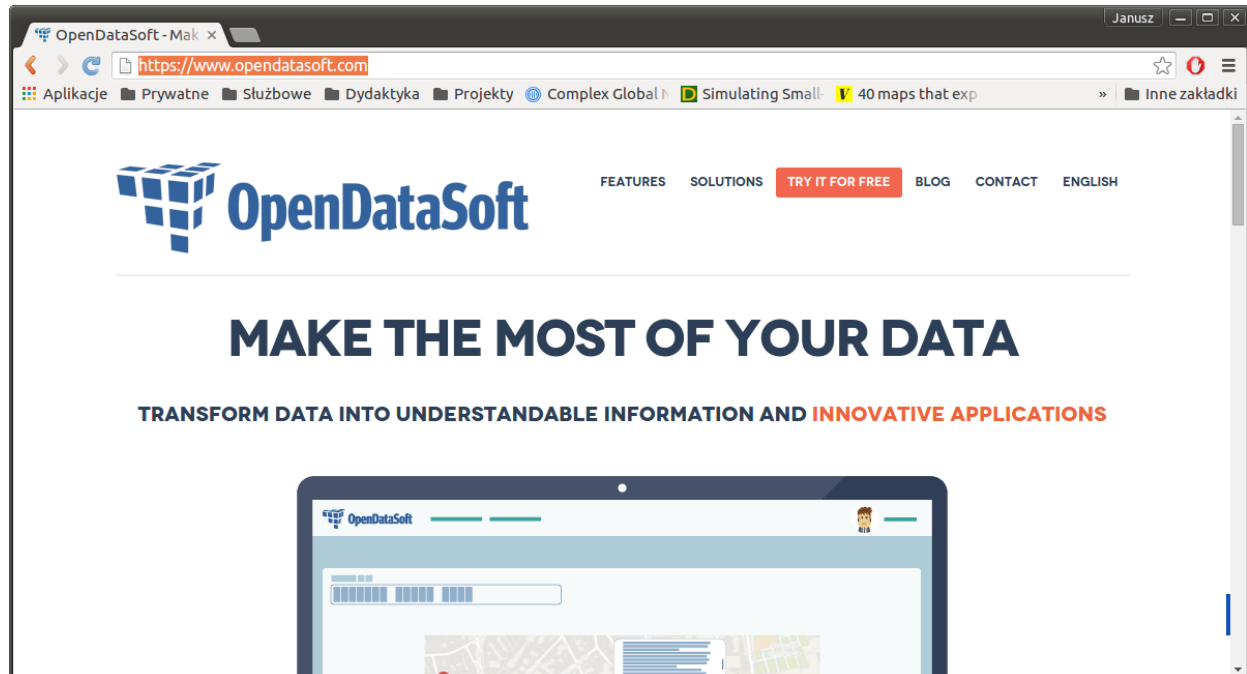 Janusz
OpenDataSoft - Mak
https://www.opendatasoft.com
Aplikacje Prywatne Służbowe Dydaktyka Projekty Complex Global N Simulating Small- 40 maps that exp » Inne zakładki
OpenDataSoft
FEATURES SOLUTIONS TRY IT FOR FREE BLOG CONTACT ENGLISH
MAKE THE MOST OF YOUR DATA
TRANSFORM DATA INTO UNDERSTANDABLE INFORMATION AND INNOVATIVE APPLICATIONS
OpenDataSoft